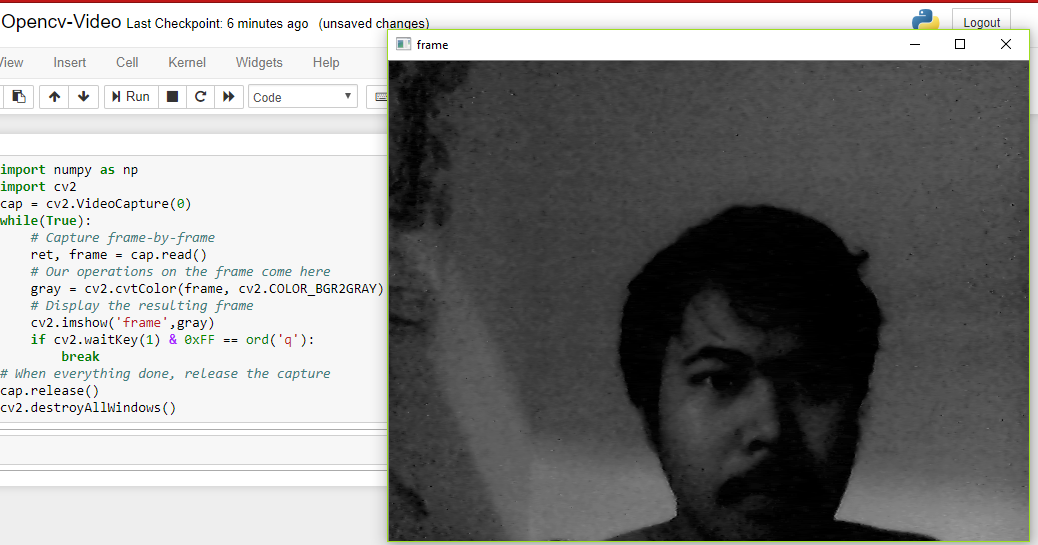 Opencv-Video Last Checkpoint: 6 minutes ago (unsaved changes)
Logout
frame
View Insert Cell Kernel Widgets Help
Run
Code
import numpy as np
import cv2
cap = cv2.VideoCapture(0)
while(True):
    # Capture frame-by-frame
    ret, frame = cap.read()
    # Our operations on the frame come here
    gray = cv2.cvtColor(frame, cv2.COLOR_BGR2GRAY)
    # Display the resulting frame
    cv2.imshow('frame',gray)
    if cv2.waitKey(1) & 0xFF == ord('q'):
        break
# When everything done, release the capture
cap.release()
cv2.destroyAllWindows()